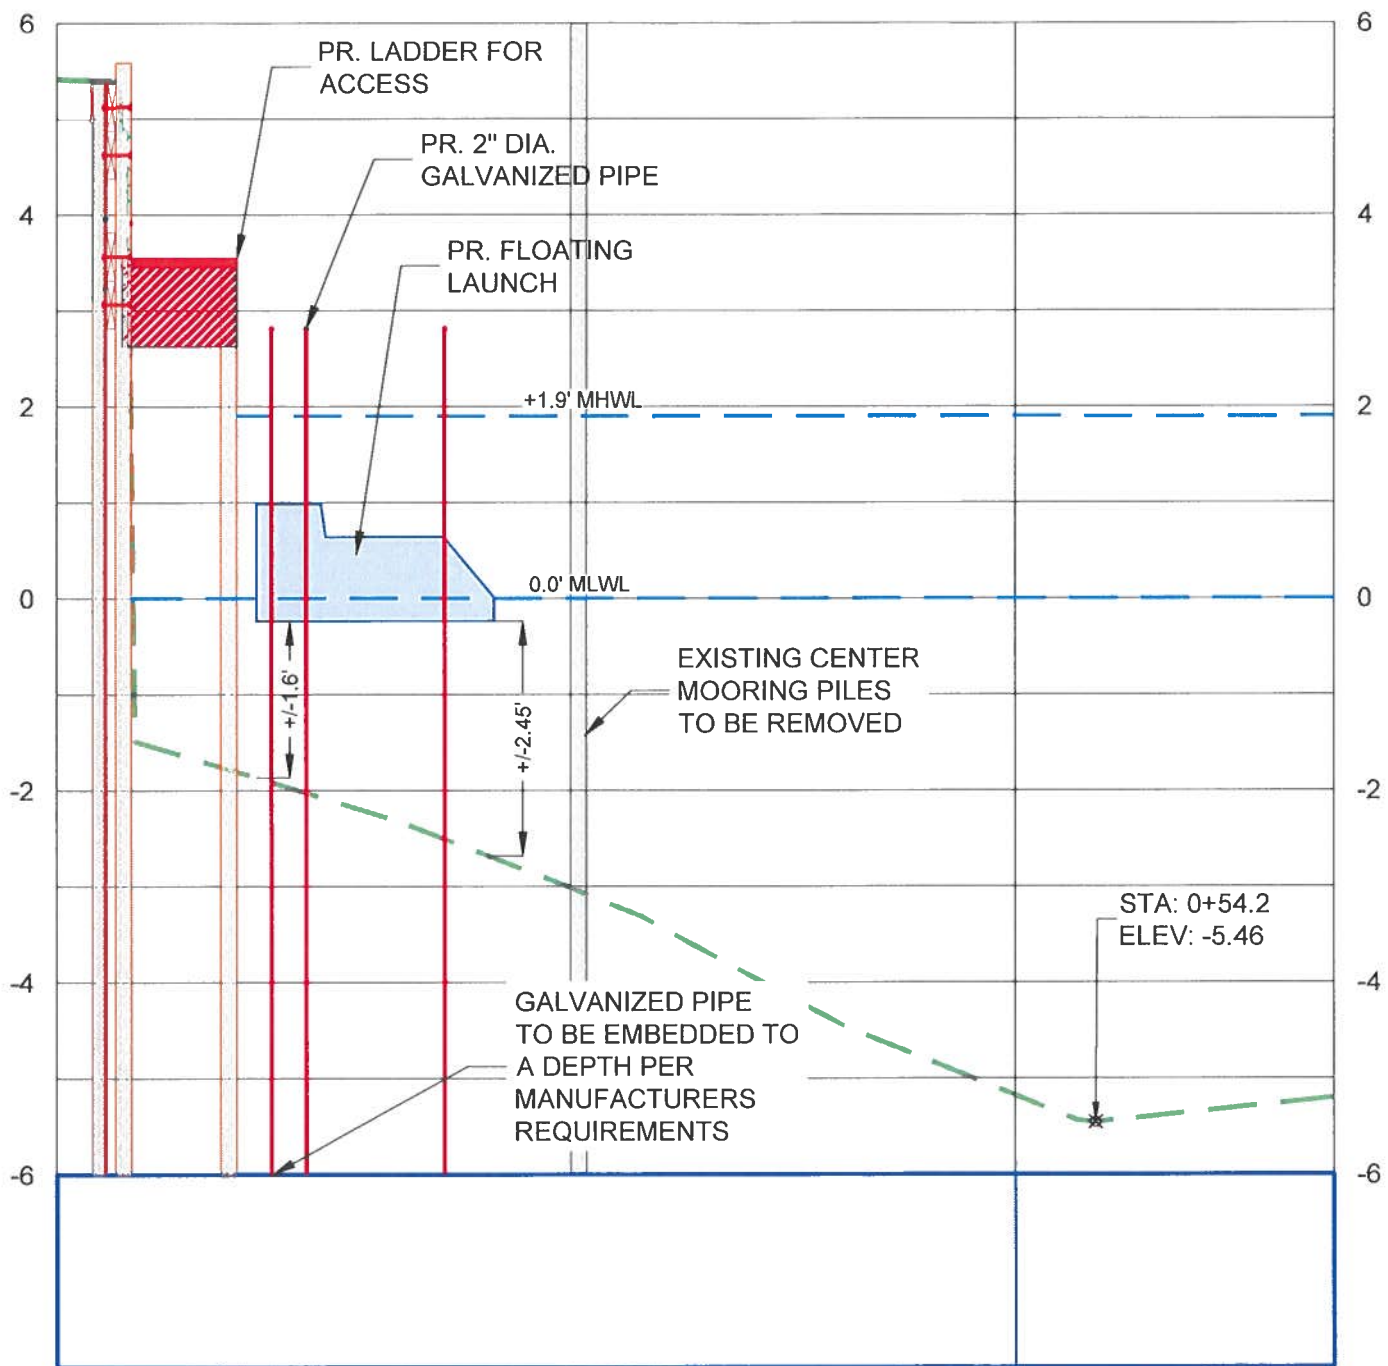 6
6
PR. LADDER FOR
ACCESS
PR. 2" DIA.
GALVANIZED PIPE
4
4
PR. FLOATING
LAUNCH
+1.9' MHWL
2
2
0.0' MLWL
0
0
+/-1.6'
+/-2.45'
EXISTING CENTER
MOORING PILES
TO BE REMOVED
-2
-2
STA: 0+54.2
ELEV: -5.46
-4
-4
GALVANIZED PIPE
TO BE EMBEDDED TO
A DEPTH PER
MANUFACTURERS
REQUIREMENTS
-6
-6